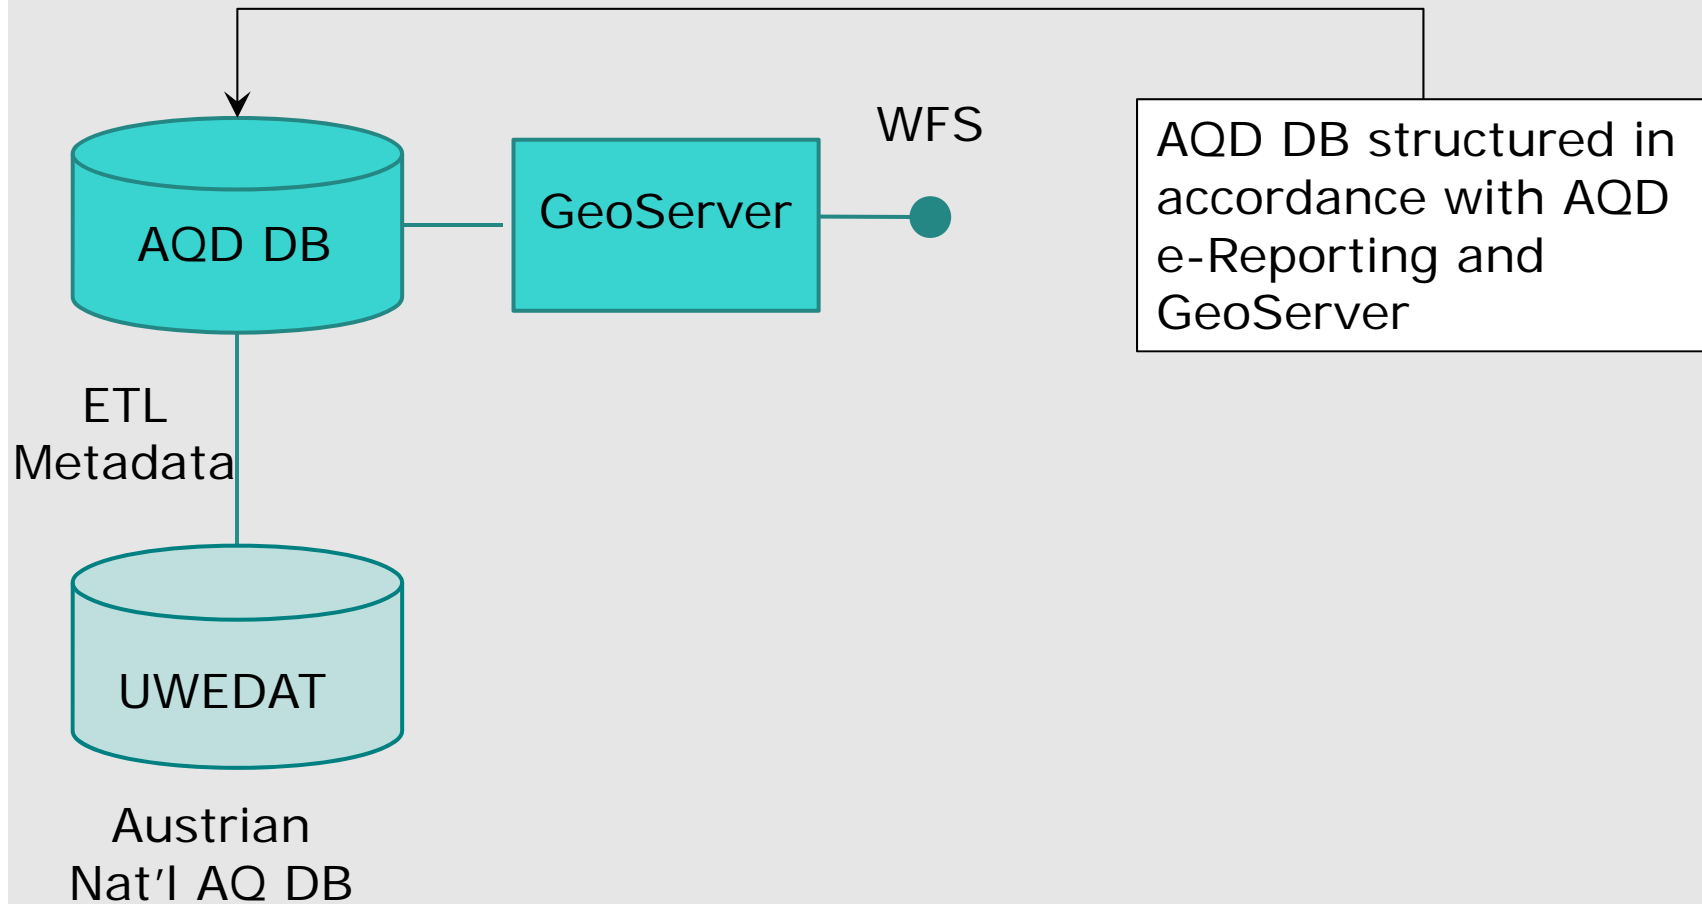 WFS
AQD DB structured in
accordance with AQD
e-Reporting and
GeoServer
GeoServer
AQD DB
ETL
Metadata
UWEDAT
Austrian
Nat'l AQ DB